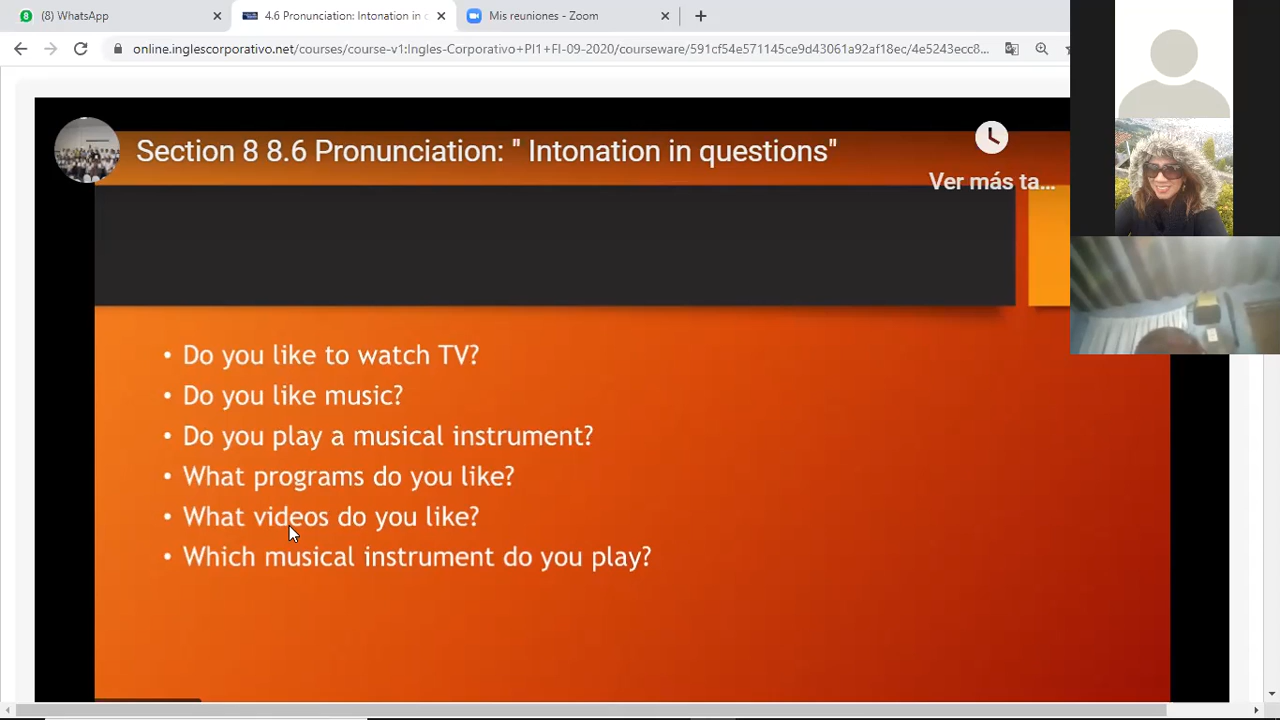 (8) WhatsApp
4.6 Pronunciation: Intonation in c
Mis reuniones - Zoom
online.inglescorporativo.net/courses/course-v1:Ingles-Corporativo+PI1+FI-09-2020/courseware/591cf54e571145ce9d43061a92af18ec/4e5243ecc8...
Section 8 8.6 Pronunciation: " Intonation in questions"
Ver más ta...
• Do you like to watch TV?
• Do you like music?
• Do you play a musical instrument?
• What programs do you like?
• What videos do you like?
• Which musical instrument do you play?